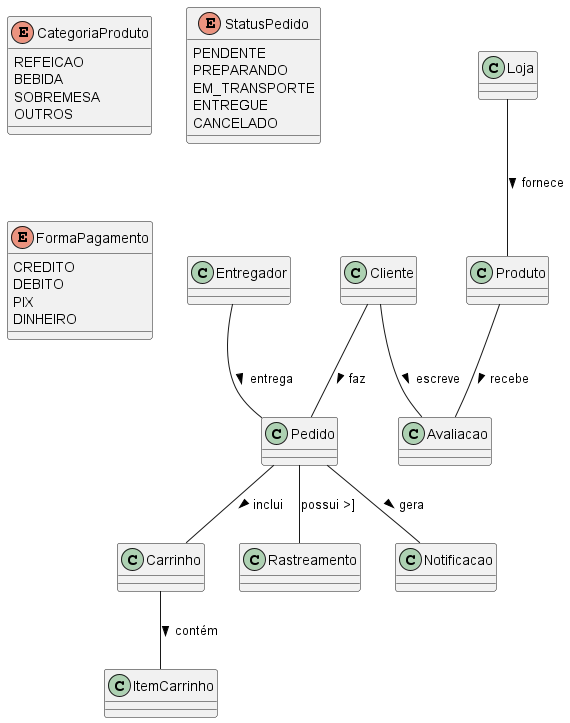 E CategoriaProduto
REFEICAO
BEBIDA
SOBREMESA
OUTROS
E StatusPedido
PENDENTE
PREPARANDO
EM_TRANSPORTE
ENTREGUE
CANCELADO
C Loja
fornece
E FormaPagamento
CREDITO
DEBITO
PIX
DINHEIRO
C Entregador
C Cliente
C Produto
entrega
faz
escreve
recebe
C Pedido
C Avaliacao
inclui
possui >]
gera
C Carrinho
C Rastreamento
C Notificacao
contém
C ItemCarrinho